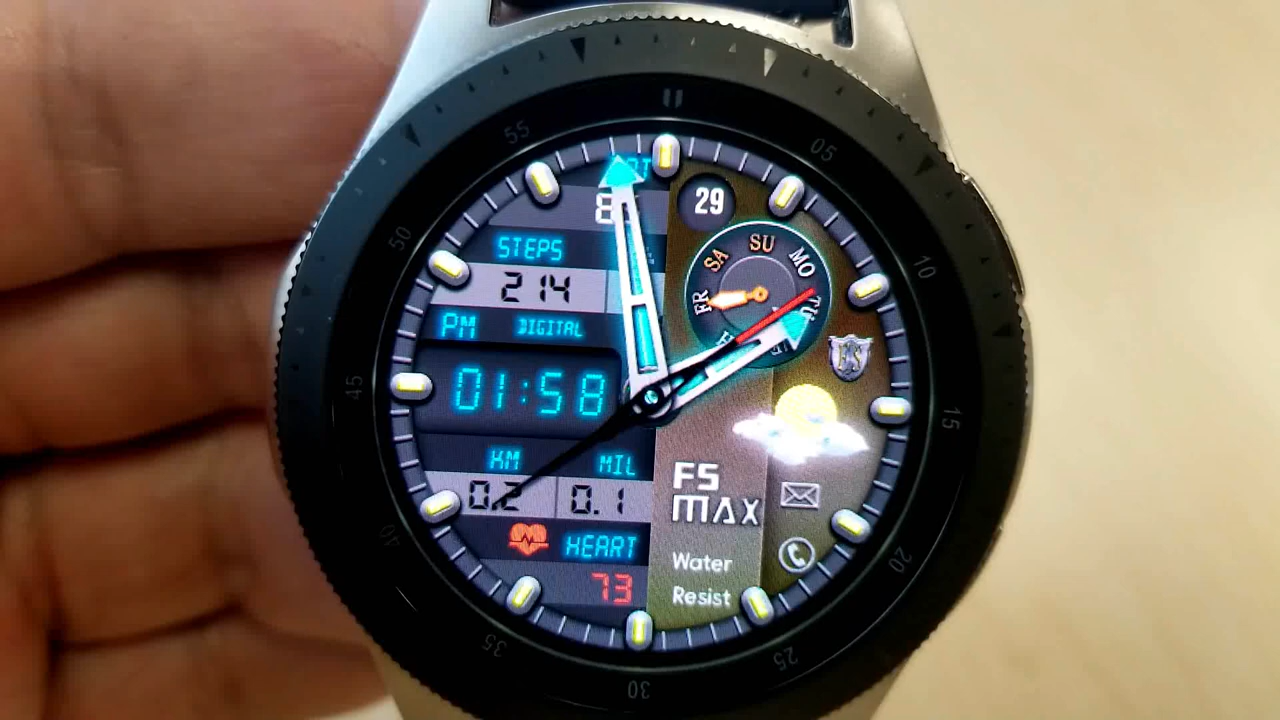 55
05
29
STEPS
SU
SA
MO
50
FR
TU
10
214
PM DIGITAL
FS
01:58
45
15
KM MIL
F5
0.2 0.1
MAX
40
HEART
Water
20
73
Resist
35
25
30